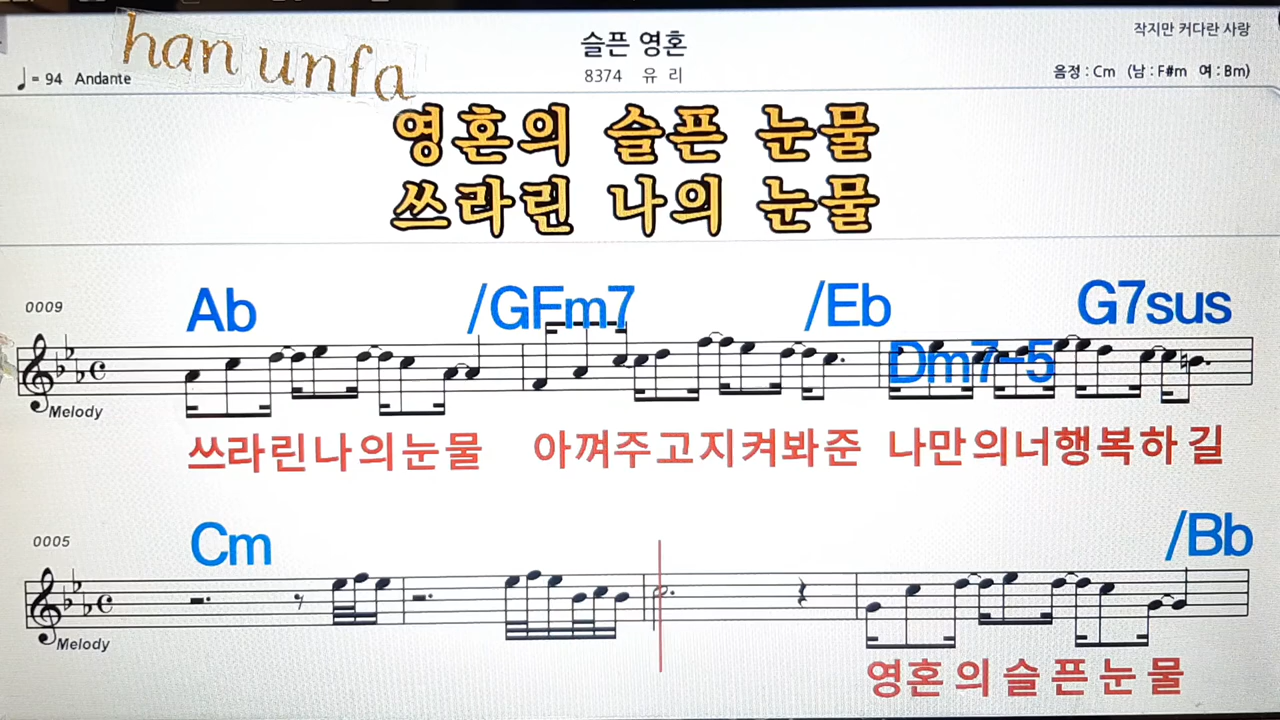 작지만 커다란 사랑
han unfa
슬픈 영혼
♩= 94 Andante
8374 유 리
음정 : Cm (남 : F#m 여 : Bm)
영혼의 슬픈 눈물
쓰라린 나의 눈물
0009
Ab /GFm7 /Eb Dm7-5 G7sus
Melody
쓰라린나의눈물 아껴주고지켜봐준 나만의너행복하길
0005
Cm /Bb
Melody
영혼의슬픈눈물